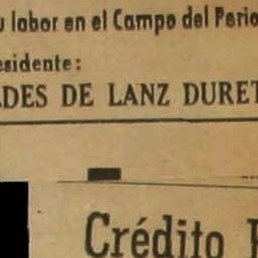 labor en el Campo del Perio
esidente:
DES DE LANZ DURET
Crédito